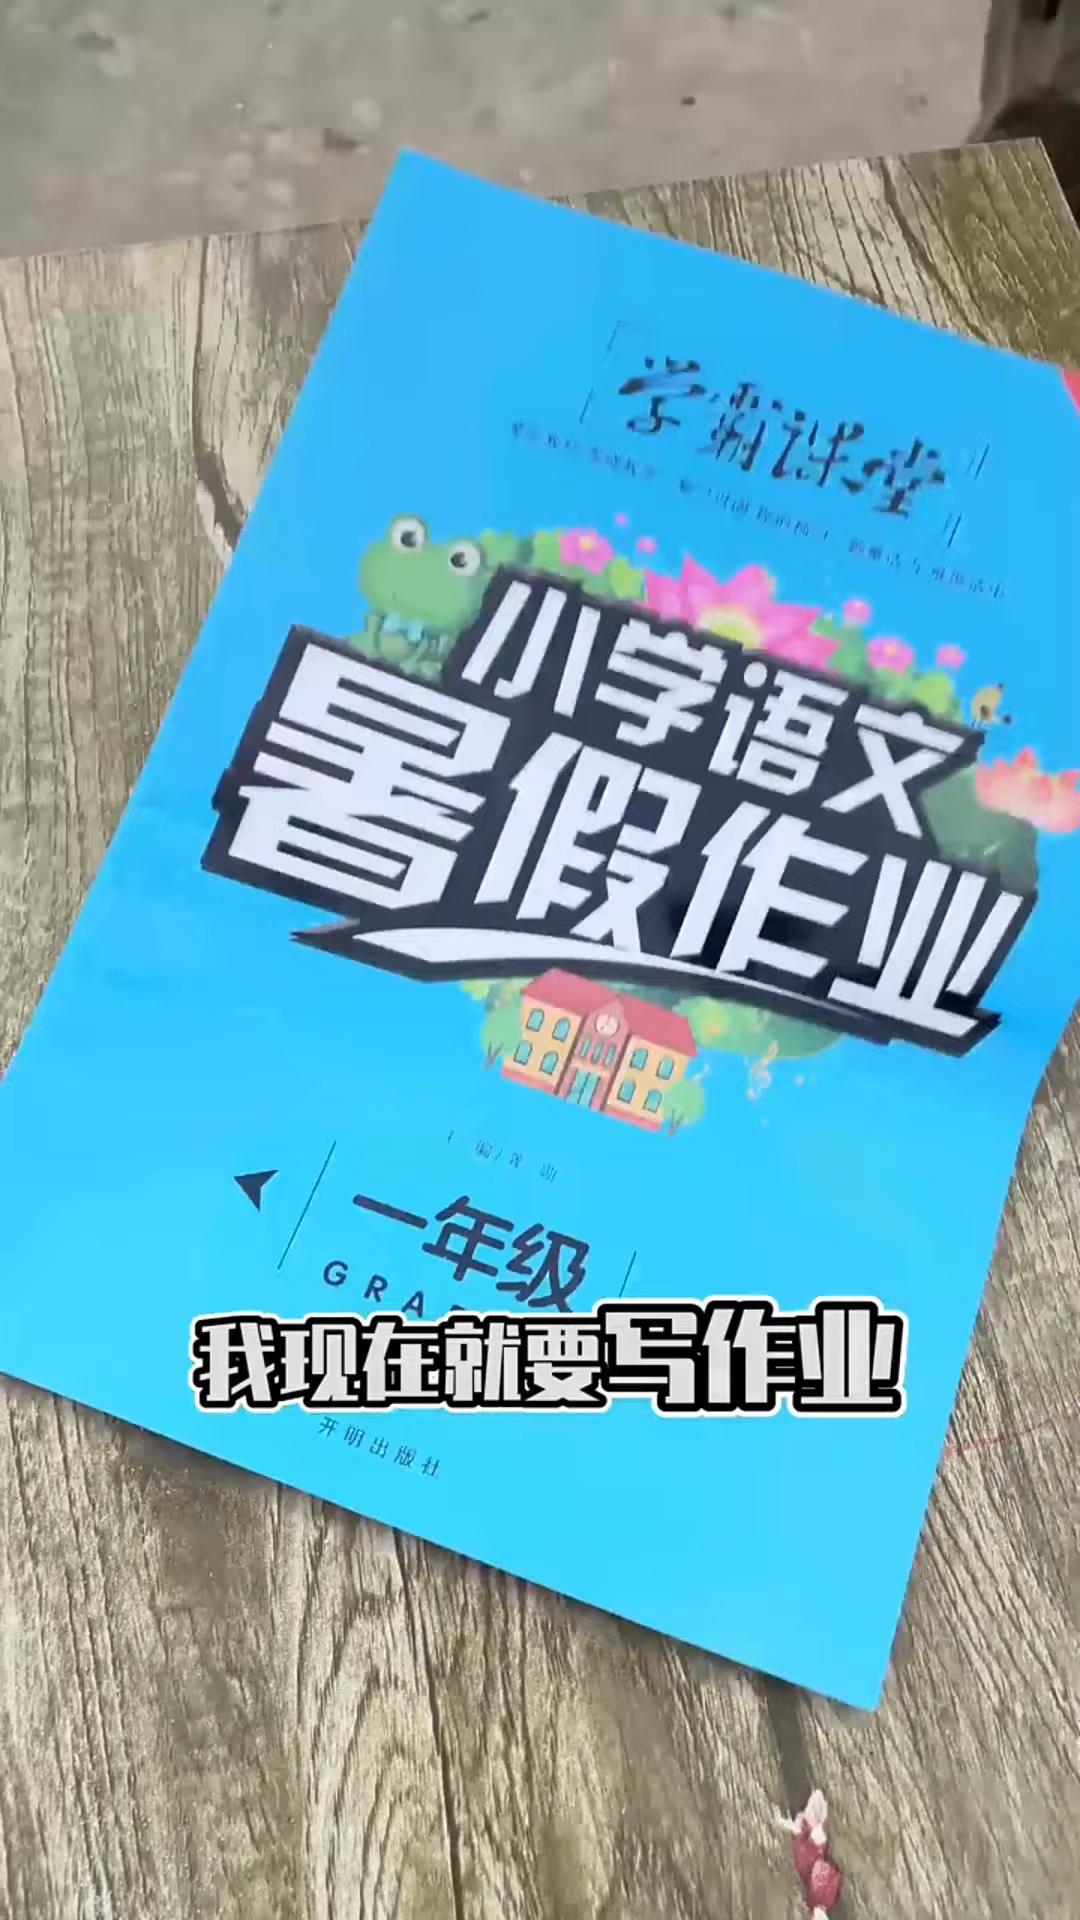 学霸课堂
小学语文
暑假作业
一年级
我现在就要写作业
开明出版社